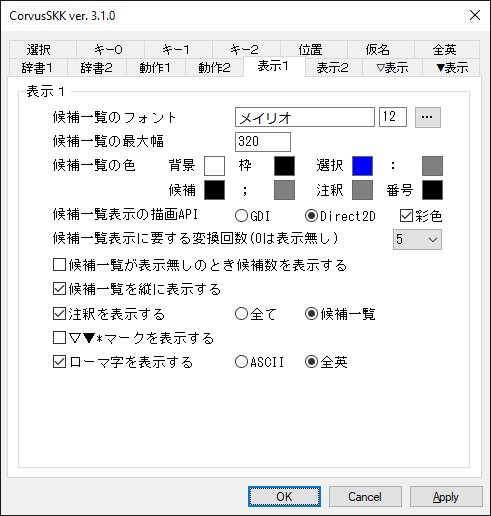 CorvusSKK ver. 3.1.0
選択 キー0 キー1 キー2 位置 仮名 全英
辞書1 辞書2 動作1 動作2 表示1 表示2 ▽表示 ▼表示
表示 1
候補一覧のフォント メイリオ 12 ...
候補一覧の最大幅 320
候補一覧の色 背景 枠 選択 :
候補 ; 注釈 番号
候補一覧表示の描画API GDI Direct2D 彩色
候補一覧表示に要する変換回数(0は表示無し) 5
候補一覧が表示無しのとき候補数を表示する
候補一覧を縦に表示する
注釈を表示する 全て 候補一覧
▽▼*マークを表示する
ローマ字を表示する ASCII 全英
OK Cancel Apply